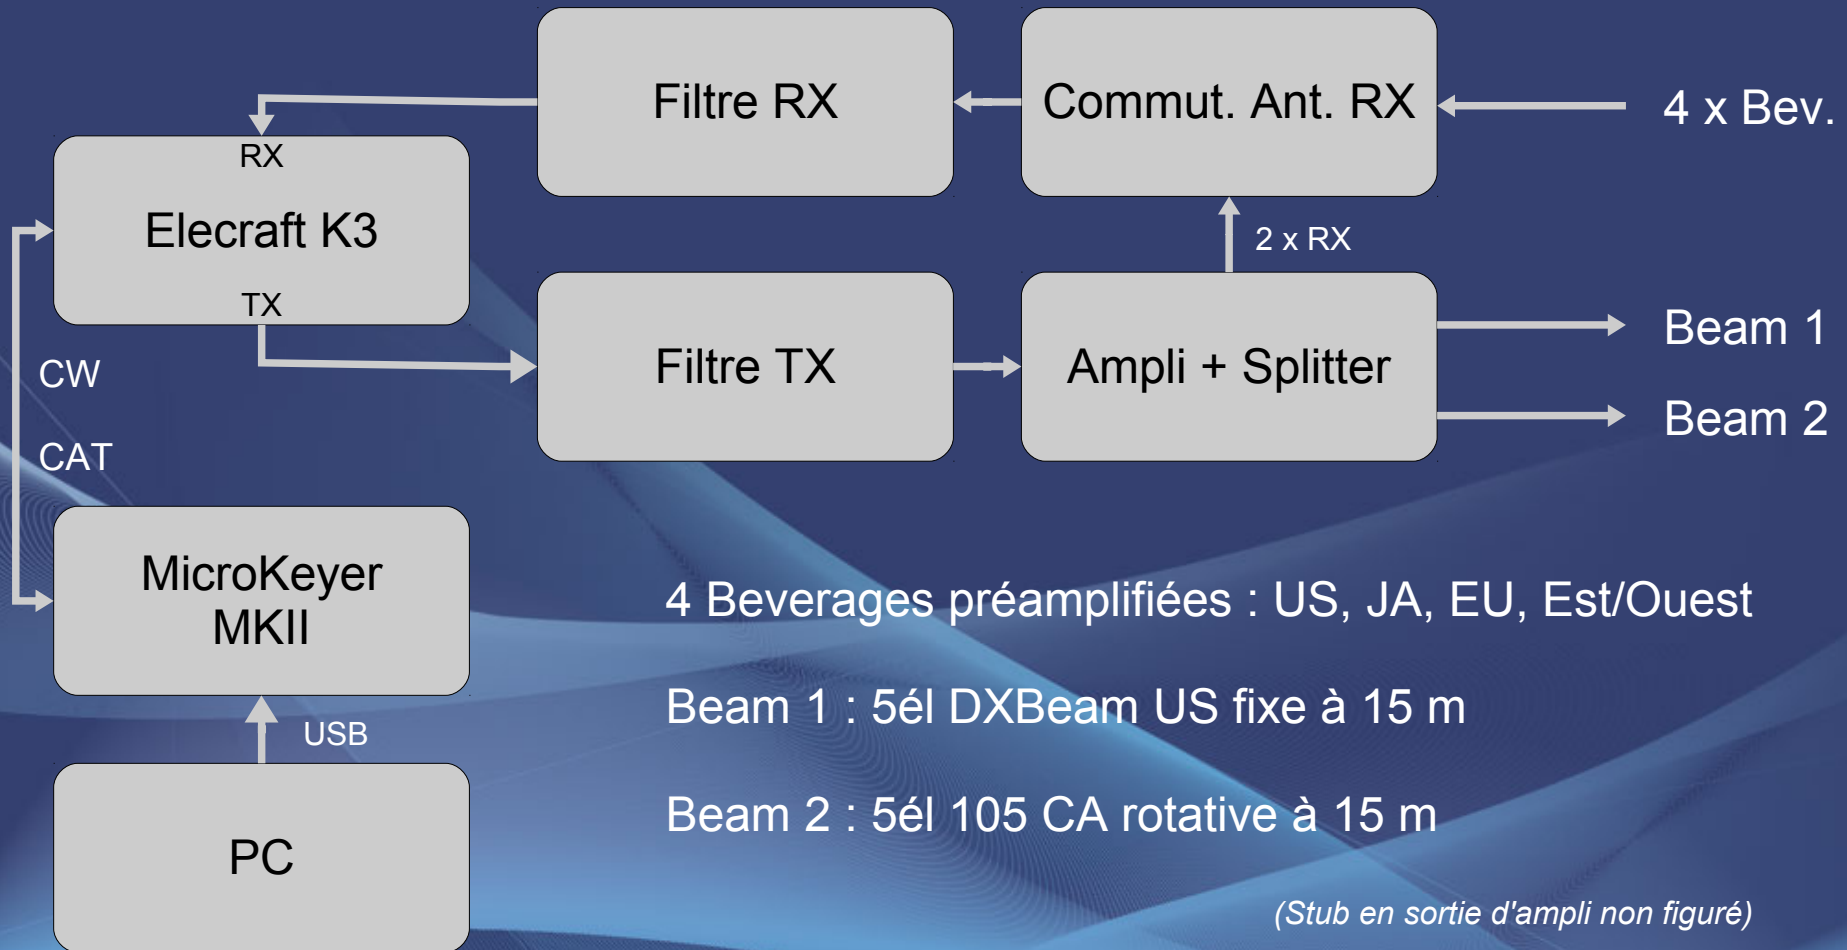 Filtre RX
Commut. Ant. RX
4 x Bev.
RX
Elecraft K3
TX
2 x RX
Filtre TX
Ampli + Splitter
Beam 1
Beam 2
CW
CAT
MicroKeyer
MKII
USB
PC
4 Beverages préamplifiées : US, JA, EU, Est/Ouest
Beam 1 : 5él DXBeam US fixe à 15 m
Beam 2 : 5él 105 CA rotative à 15 m
(Stub en sortie d'ampli non figuré)